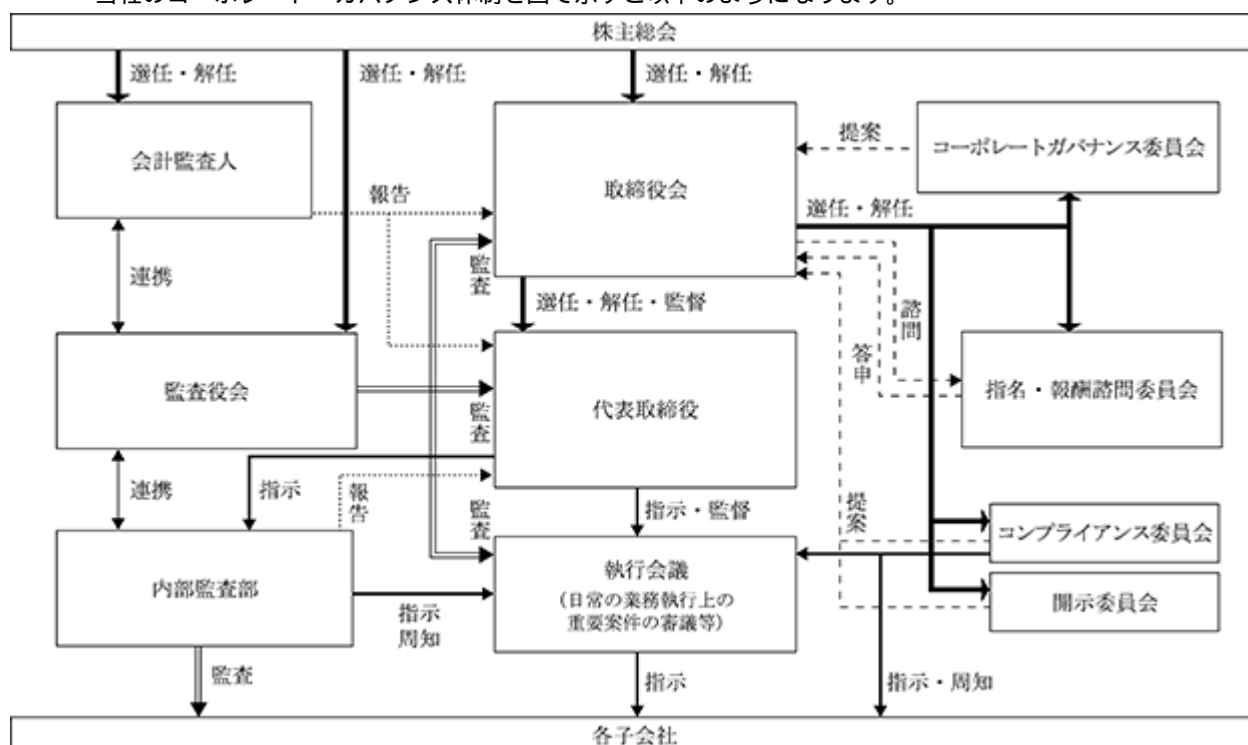 当社のコーポレート・ガバナンス体制を図で示すと以下のようになります。
株主総会
選任・解任
選任・解任
選任・解任
会計監査人
取締役会
提案
コーポレートガバナンス委員会
報告
選任・解任
連携
監査
選任・解任・監督
諮問
答申
監査役会
監査
代表取締役
指名・報酬諮問委員会
連携
指示
報告
監査
指示・監督
提案
コンプライアンス委員会
内部監査部
執行会議
(日常の業務執行上の
重要案件の審議等)
開示委員会
指示
周知
監査
指示
指示・周知
各子会社